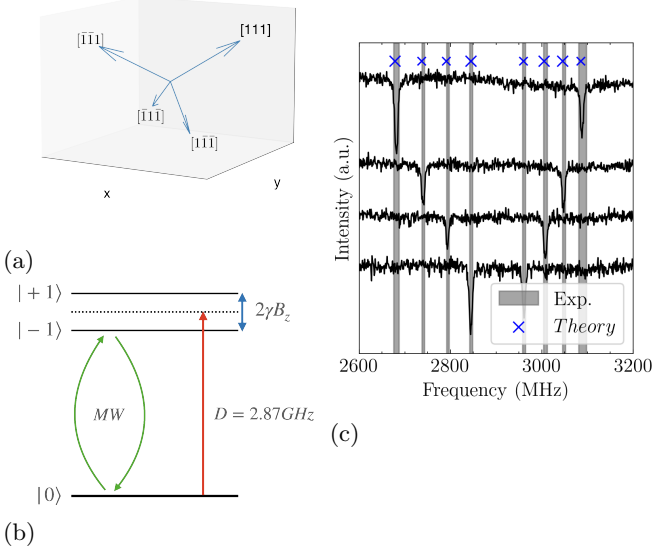 [1̄1̄1]
[111]
[1̄11̄]
[11̄1̄]
x
y
(a)
|+1⟩
|−1⟩
2γB_z
MW
D = 2.87GHz
|0⟩
(b)
Intensity (a.u.)
Exp.
Theory
2600 2800 3000 3200
Frequency (MHz)
(c)